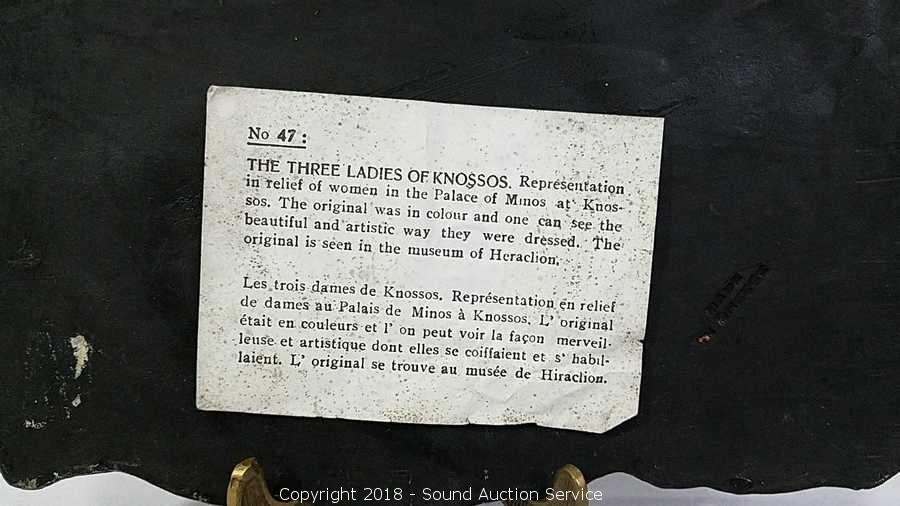 No 47 :
THE THREE LADIES OF KNOSSOS. Representation
in relief of women in the Palace of Minos at Knos-
sos. The original was in colour and one can see the
beautiful and artistic way they were dressed. The
original is seen in the museum of Heraclion.
Les trois dames de Knossos. Représentation en relief
de dames au Palais de Minos à Knossos. L' original
était en couleurs et l' on peut voir la façon merveil-
leuse et artistique dont elles se coiffaient et s' habil-
laient. L' original se trouve au musée de Hiraclion.
Copyright 2018 - Sound Auction Service